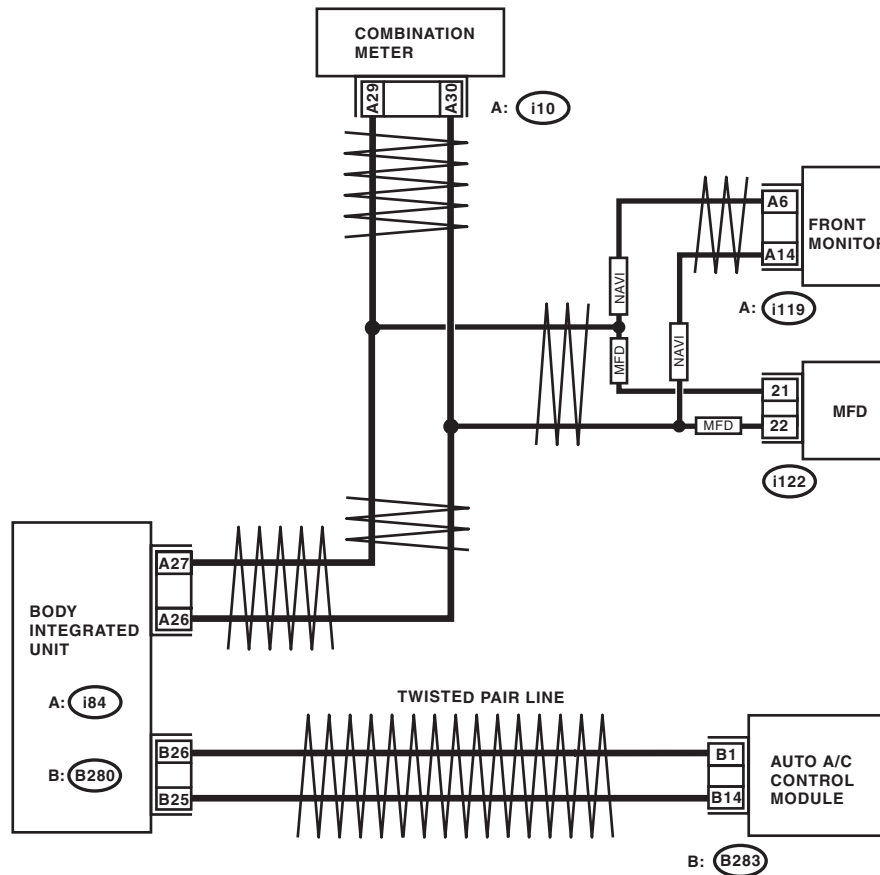 COMBINATION
METER
A29
A30
A: i10
A6
A14
FRONT
MONITOR
NAVI
A: i119
MFD
NAVI
21
22
MFD
MFD
i122
A27
A26
BODY
INTEGRATED
UNIT
A: i84
B: B280
B26
B25
TWISTED PAIR LINE
B1
B14
AUTO A/C
CONTROL
MODULE
B: B283